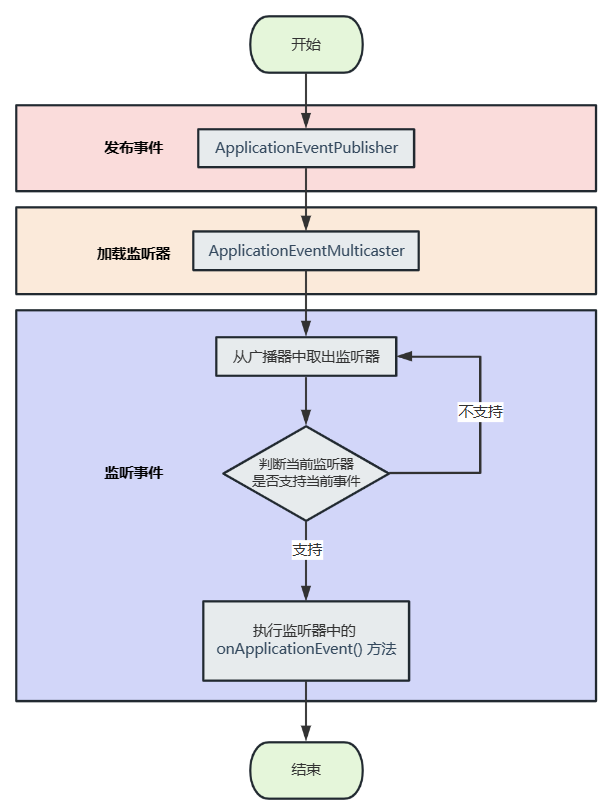 开始
发布事件
ApplicationEventPublisher
加载监听器
ApplicationEventMulticaster
从广播器中取出监听器
不支持
监听事件
判断当前监听器
是否支持当前事件
支持
执行监听器中的
onApplicationEvent() 方法
结束